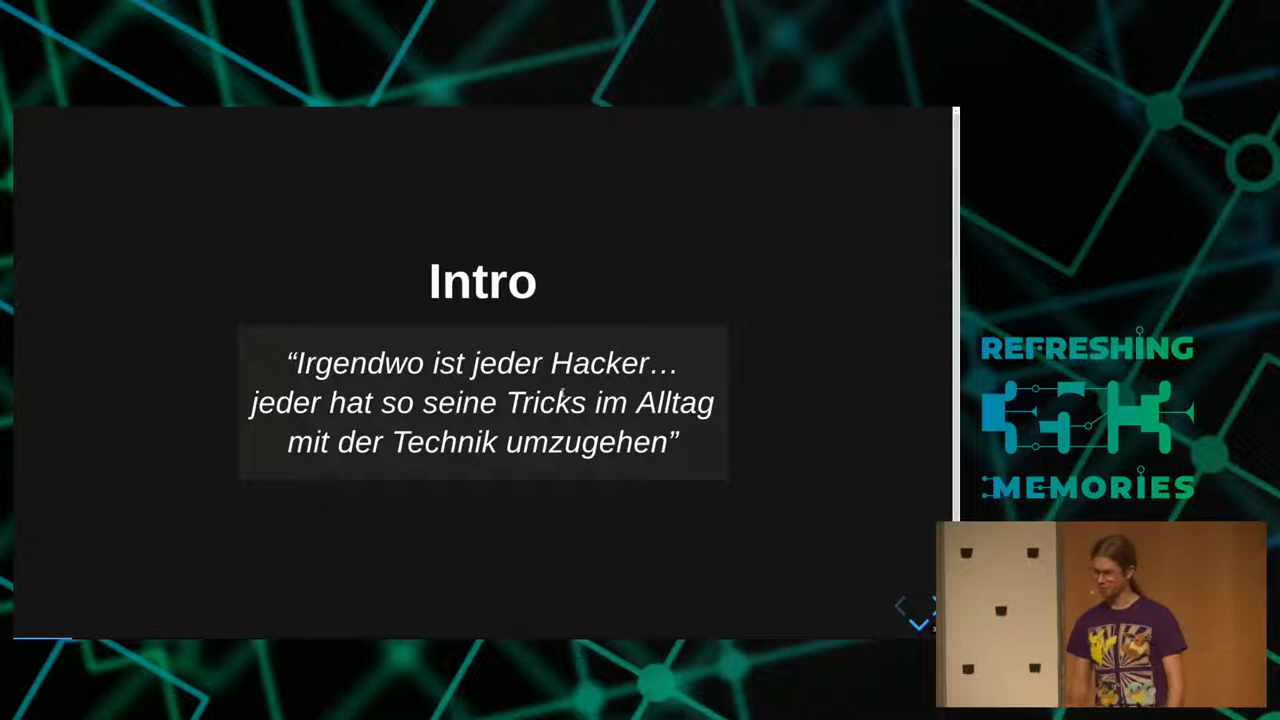 Intro
“Irgendwo ist jeder Hacker…
jeder hat so seine Tricks im Alltag
mit der Technik umzugehen”
REFRESHING
MEMORIES